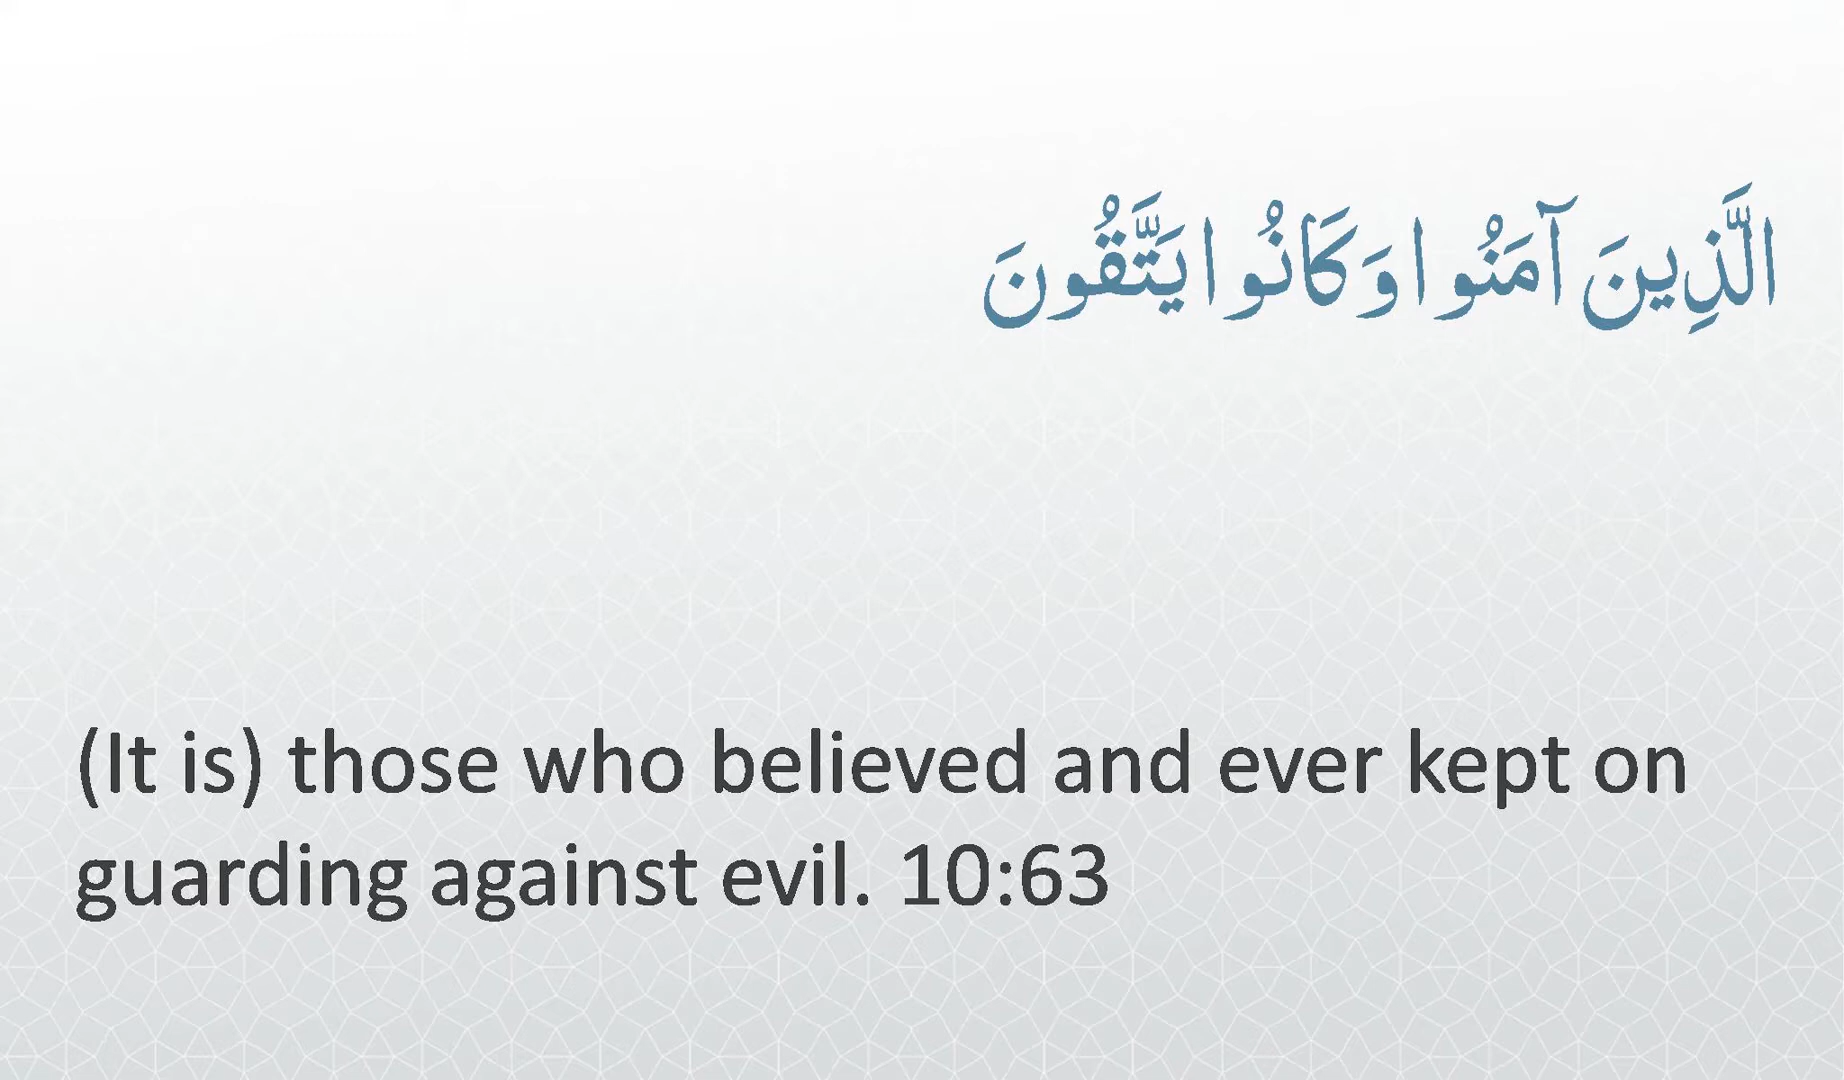 الَّذِينَ آمَنُوا وَكَانُوا يَتَّقُونَ
(It is) those who believed and ever kept on
guarding against evil. 10:63